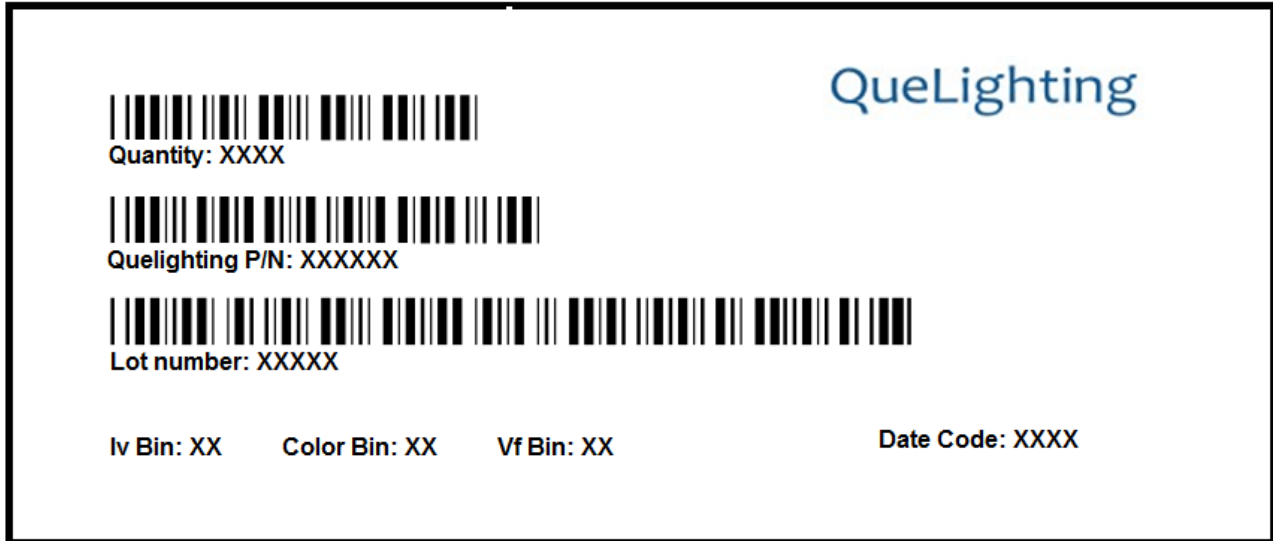 QueLighting
Quantity: XXXX
Quelighting P/N: XXXXXX
Lot number: XXXXX
Iv Bin: XX Color Bin: XX Vf Bin: XX Date Code: XXXX